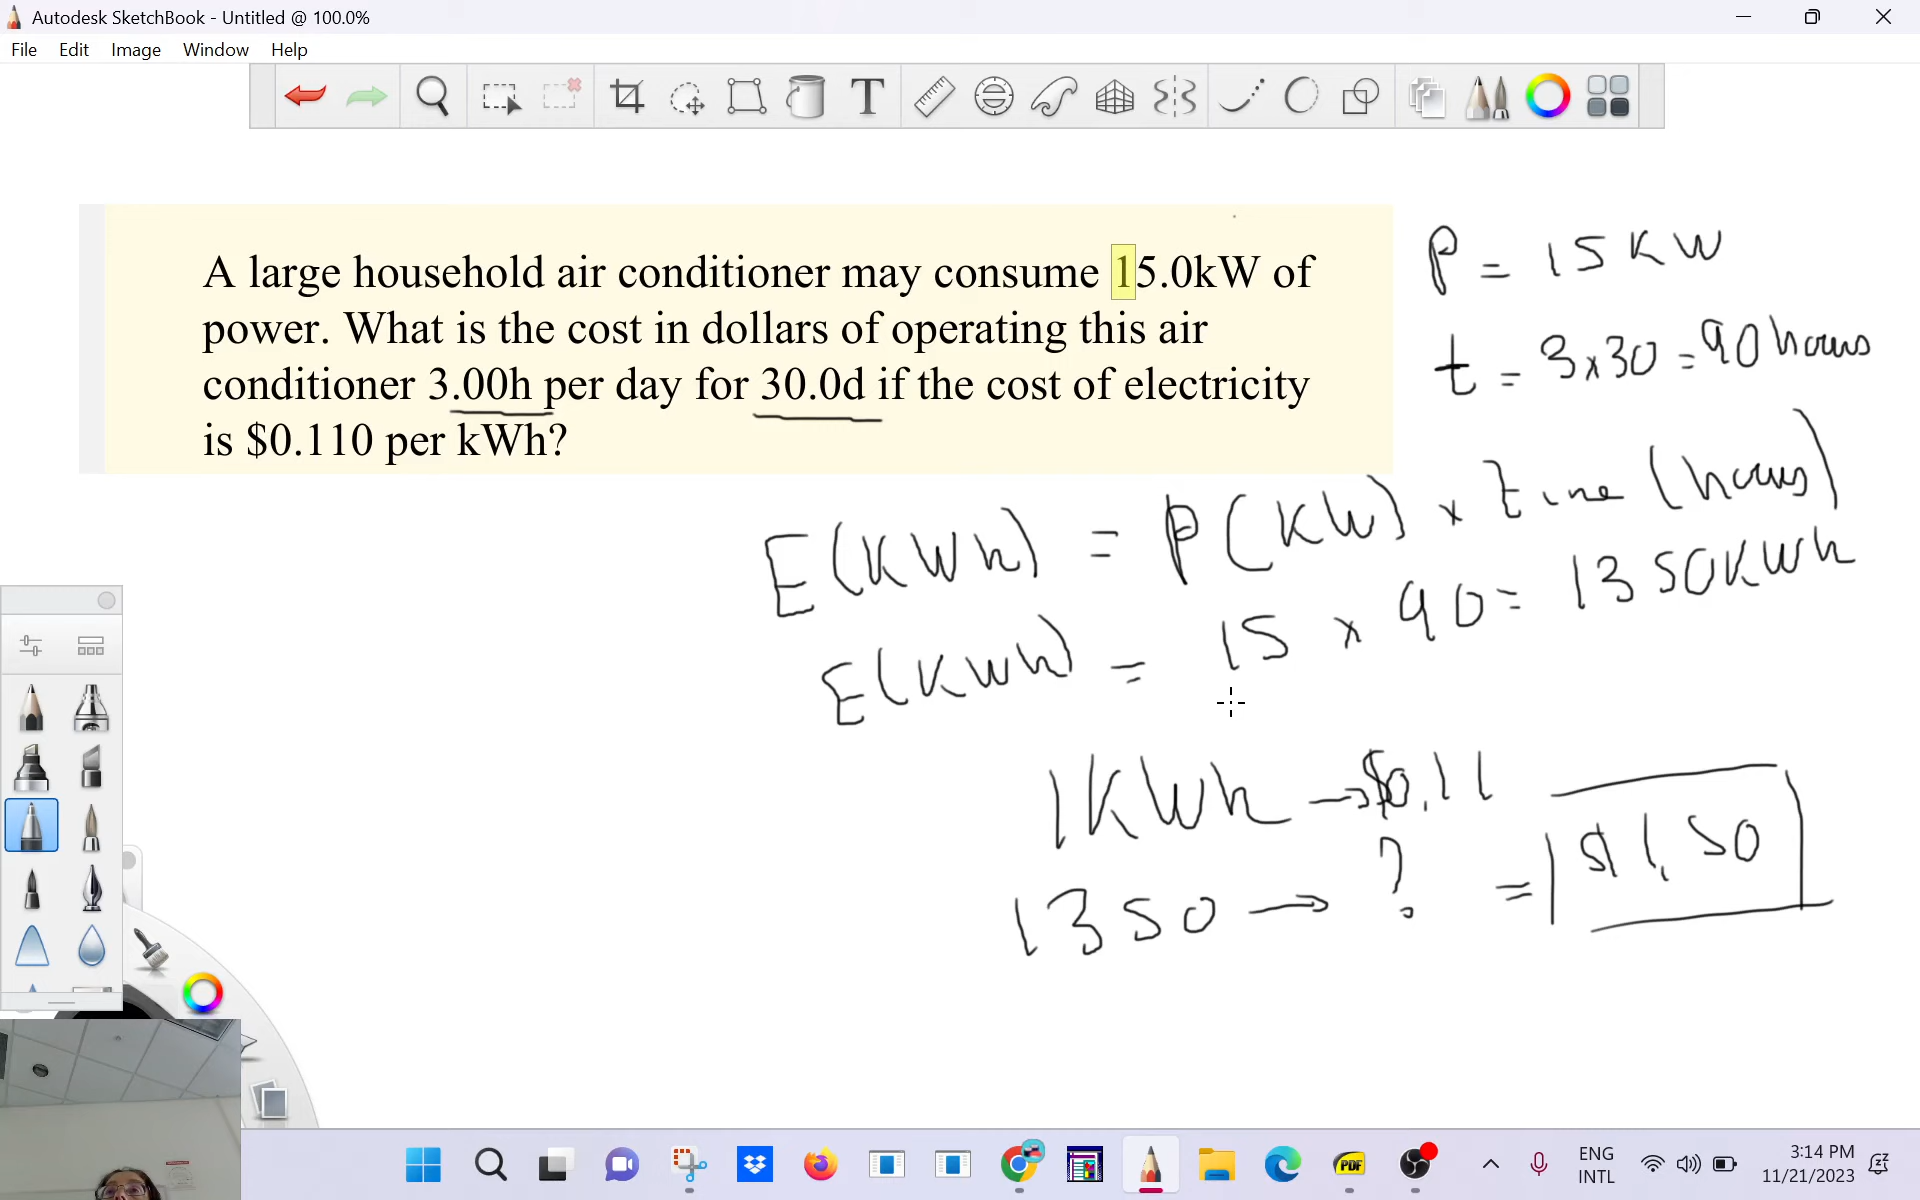 Autodesk SketchBook - Untitled @ 100.0%
File Edit Image Window Help
T
A large household air conditioner may consume 15.0kW of
power. What is the cost in dollars of operating this air
conditioner 3.00h per day for 30.0d if the cost of electricity
is $0.110 per kWh?
P = 15 KW
t = 3x30 = 90 hours
E(KWh) = P(KW) x time (hours)
E(KWh) = 15 x 90 = 1350KWh
1KWh → $0.11
1350 → ? =
PDF
ENG
INTL
3:14 PM
11/21/2023